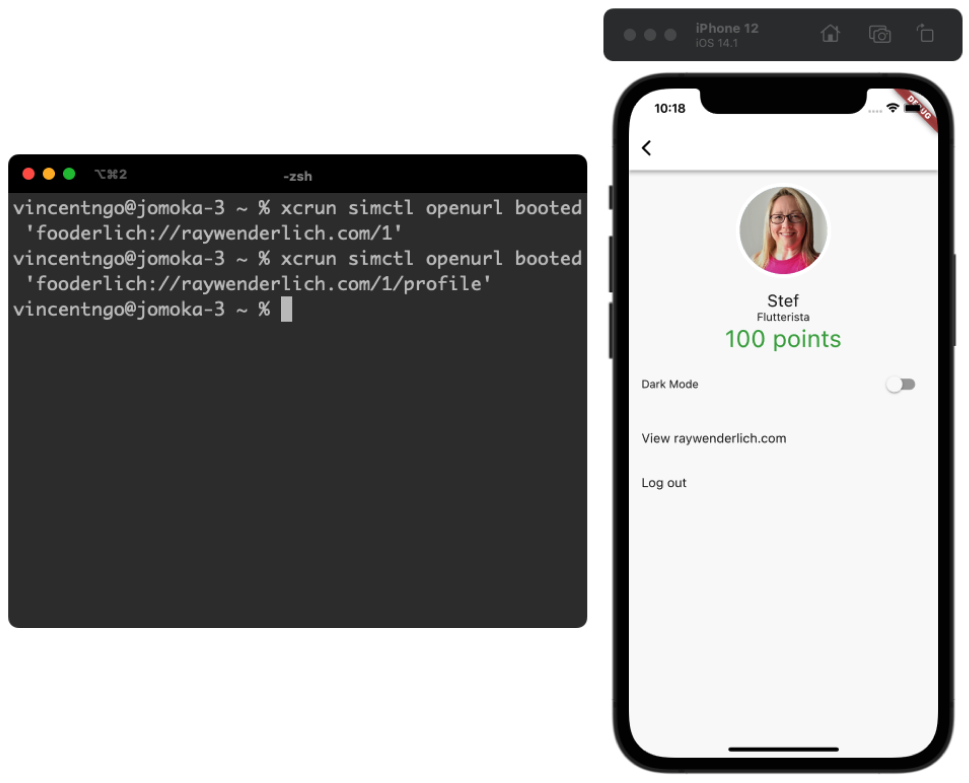 ⌥⌘2
-zsh
vincentngo@jomoka-3 ~ % xcrun simctl openurl booted
'fooderlich://raywenderlich.com/1'
vincentngo@jomoka-3 ~ % xcrun simctl openurl booted
'fooderlich://raywenderlich.com/1/profile'
vincentngo@jomoka-3 ~ %
iPhone 12
iOS 14.1
10:18
DEBUG
Stef
Flutterista
100 points
Dark Mode
View raywenderlich.com
Log out